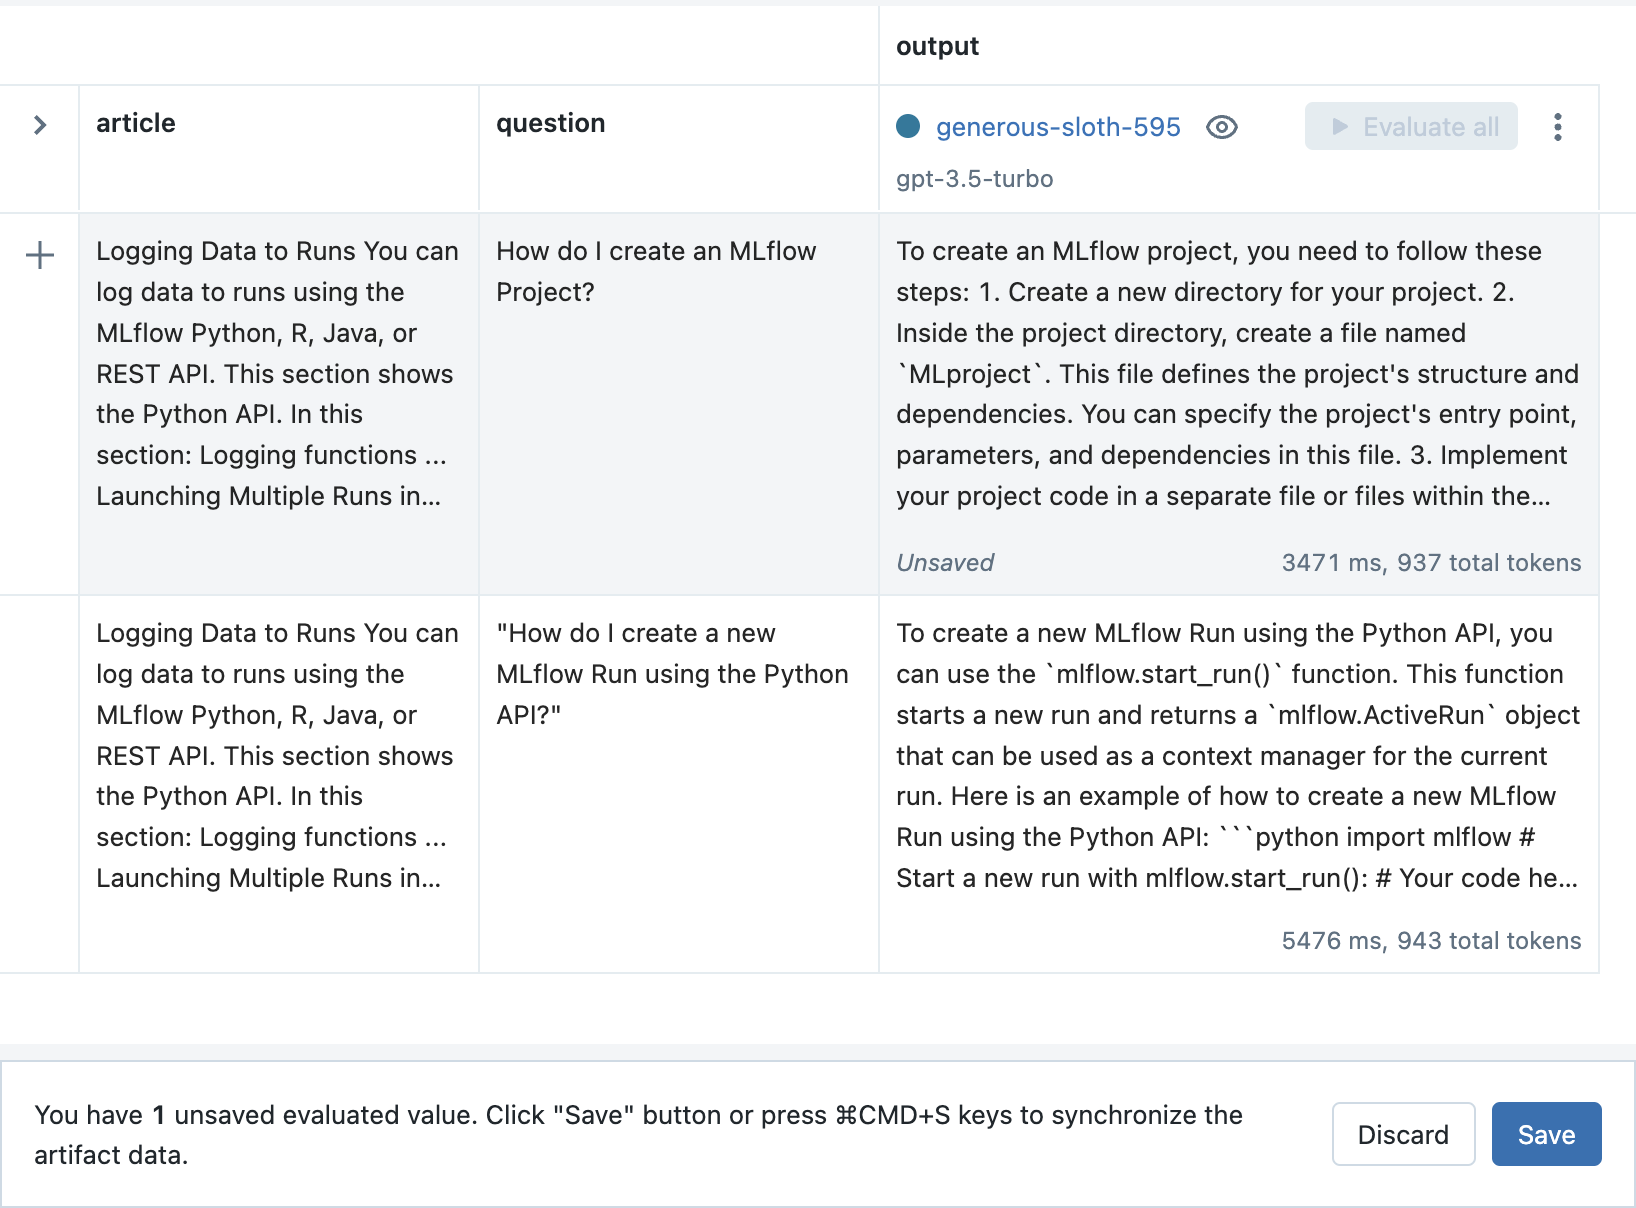 output
article
question
generous-sloth-595
Evaluate all
gpt-3.5-turbo
Logging Data to Runs You can
log data to runs using the
MLflow Python, R, Java, or
REST API. This section shows
the Python API. In this
section: Logging functions ...
Launching Multiple Runs in...
How do I create an MLflow
Project?
To create an MLflow project, you need to follow these
steps: 1. Create a new directory for your project. 2.
Inside the project directory, create a file named
`MLproject`. This file defines the project's structure and
dependencies. You can specify the project's entry point,
parameters, and dependencies in this file. 3. Implement
your project code in a separate file or files within the...
Unsaved
3471 ms, 937 total tokens
Logging Data to Runs You can
log data to runs using the
MLflow Python, R, Java, or
REST API. This section shows
the Python API. In this
section: Logging functions ...
Launching Multiple Runs in...
"How do I create a new
MLflow Run using the Python
API?"
To create a new MLflow Run using the Python API, you
can use the `mlflow.start_run()` function. This function
starts a new run and returns a `mlflow.ActiveRun` object
that can be used as a context manager for the current
run. Here is an example of how to create a new MLflow
Run using the Python API: ```python import mlflow #
Start a new run with mlflow.start_run(): # Your code he...
5476 ms, 943 total tokens
You have 1 unsaved evaluated value. Click "Save" button or press ⌘CMD+S keys to synchronize the
artifact data.
Discard
Save